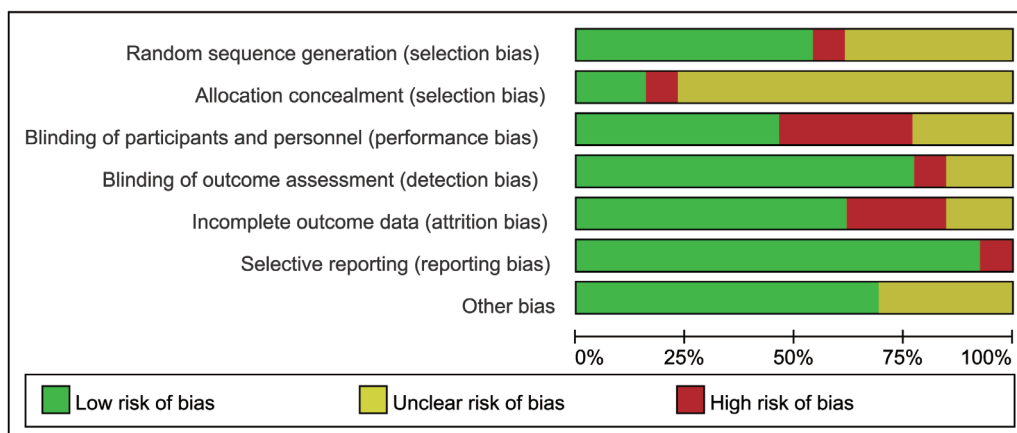 Random sequence generation (selection bias)
Allocation concealment (selection bias)
Blinding of participants and personnel (performance bias)
Blinding of outcome assessment (detection bias)
Incomplete outcome data (attrition bias)
Selective reporting (reporting bias)
Other bias
0% 25% 50% 75% 100%
Low risk of bias Unclear risk of bias High risk of bias